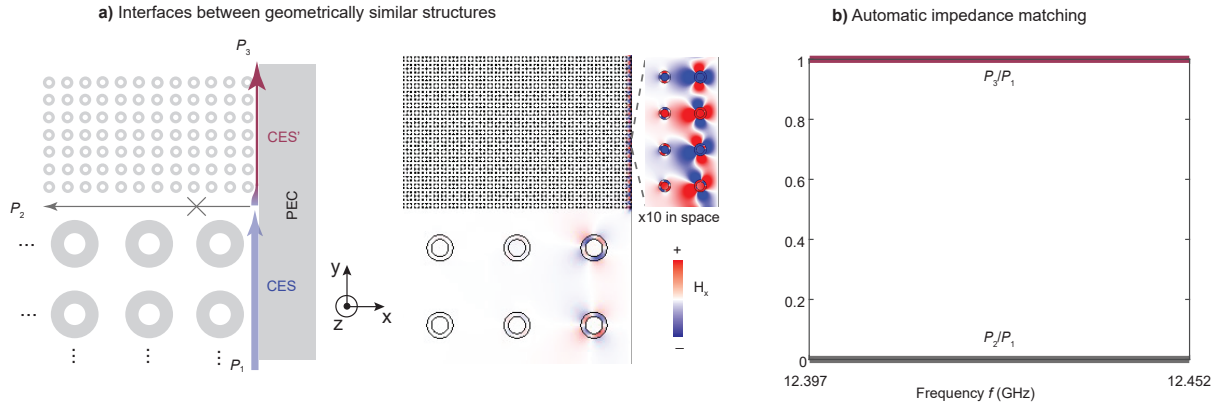 a) Interfaces between geometrically similar structures
P3
CES'
PEC
P2
...
CES
...
... ... ...
P1
y
z
x
x10 in space
+
Hx
–
b) Automatic impedance matching
1
P3/P1
0.8
0.6
0.4
0.2
P2/P1
0
12.397
12.452
Frequency f (GHz)